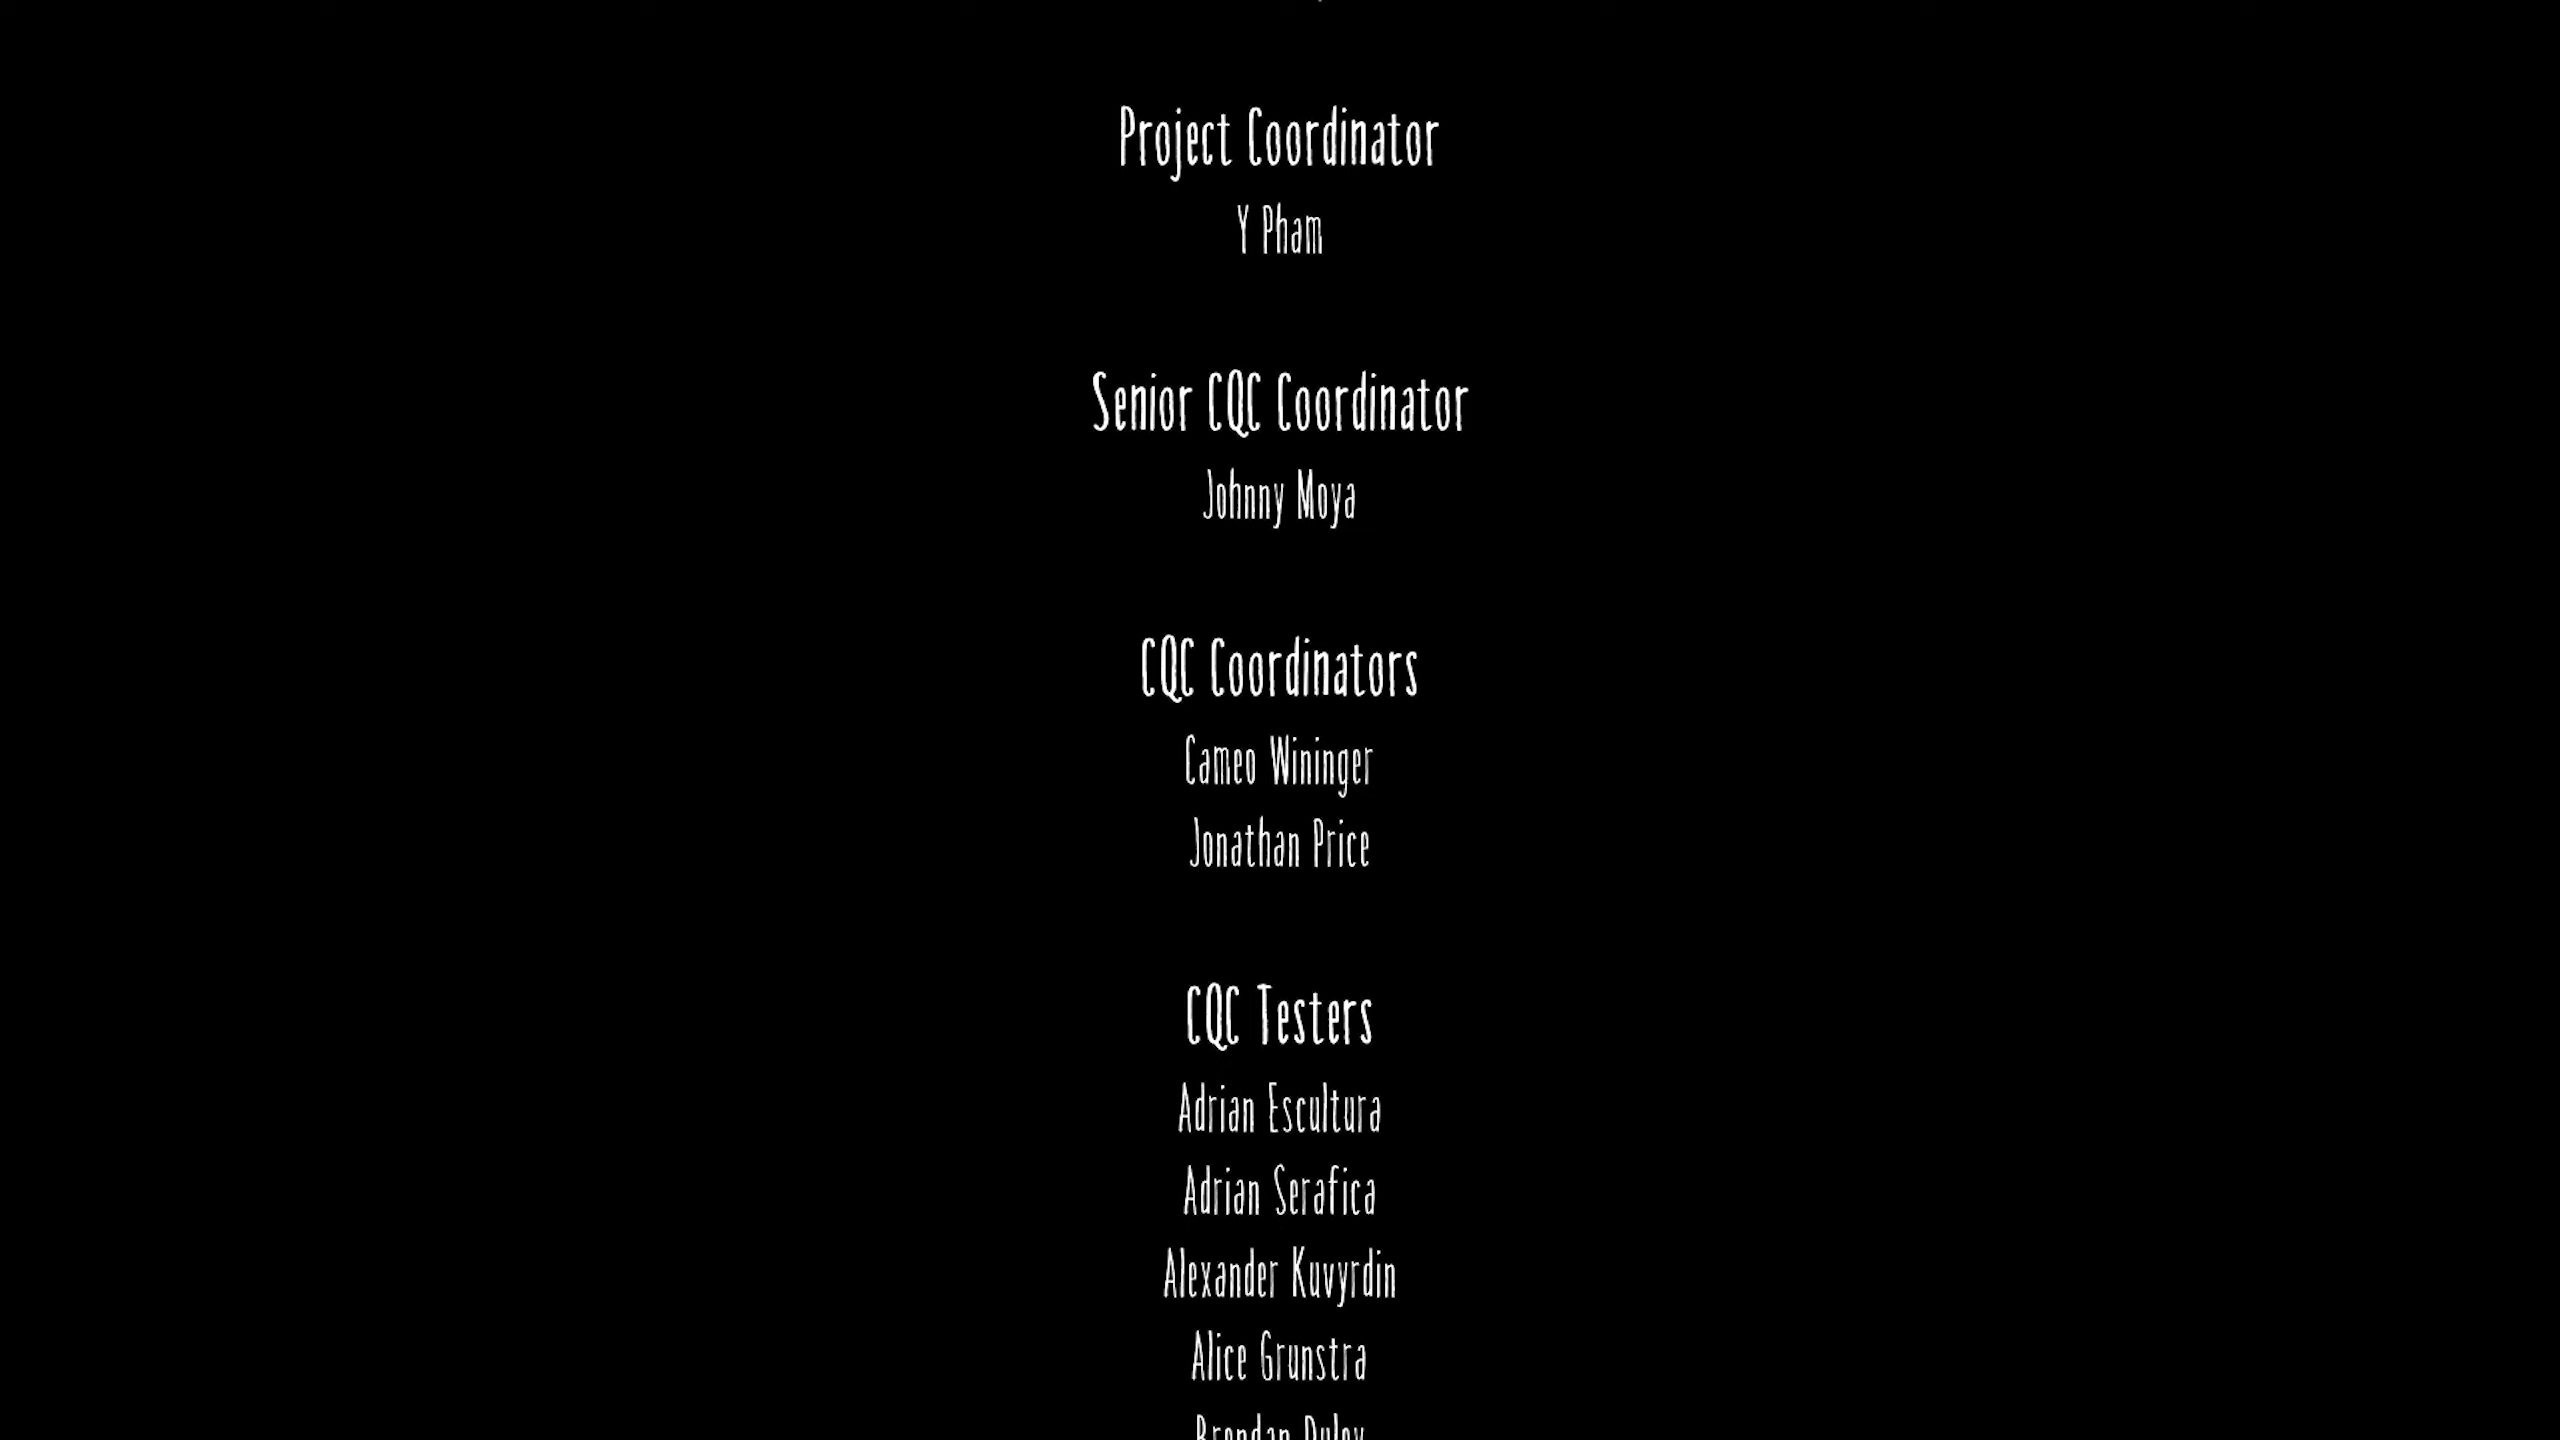 Project Coordinator
Y Pham
Senior CQC Coordinator
Johnny Moya
CQC Coordinators
Cameo Wininger
Jonathan Price
CQC Testers
Adrian Escultura
Adrian Serafica
Alexander Kuvyrdin
Alice Grunstra
Brendan